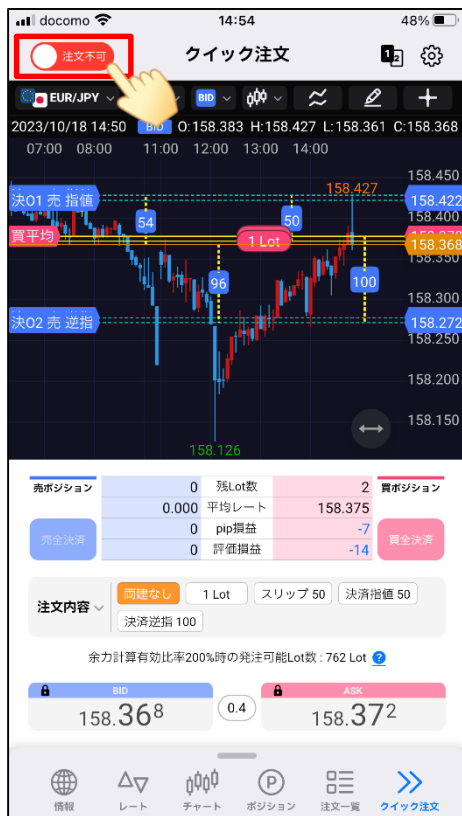 docomo 14:54 48%
注文不可 クイック注文
EUR/JPY BID
2023/10/18 14:50 BID O:158.383 H:158.427 L:158.361 C:158.368
07:00 08:00 11:00 12:00 13:00 14:00
158.450
158.427
決01 売 指値 158.422
54 50 158.400
買平均 1 Lot
158.368
158.350
96 100
158.300
決02 売 逆指 158.272
158.250
158.200
158.150
158.126
売ポジション 0 残Lot数 2 買ポジション
0.000 平均レート 158.375
売全決済 0 pip損益 -7 買全決済
0 評価損益 -14
注文内容 両建なし 1 Lot スリップ 50 決済指値 50
決済逆指 100
余力計算有効比率200%時の発注可能Lot数 : 762 Lot ?
BID ASK
158.368 0.4 158.372
情報 レート チャート ポジション 注文一覧 クイック注文